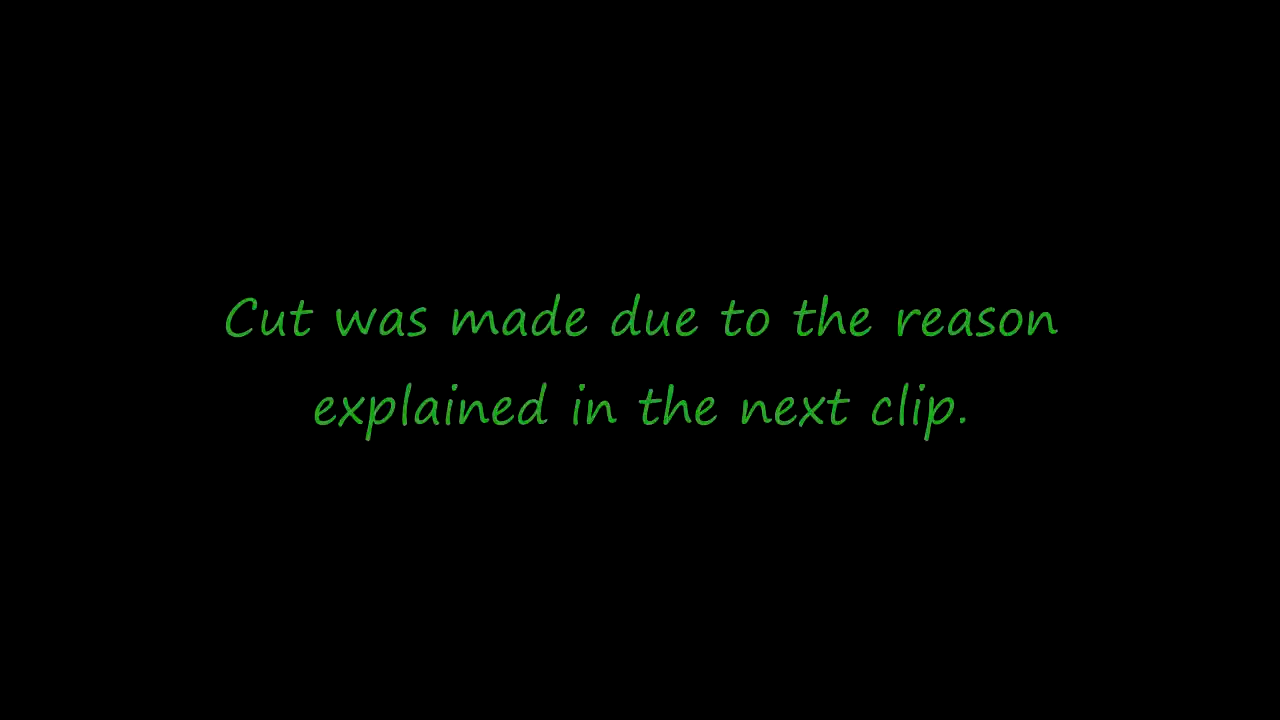 Cut was made due to the reason
explained in the next clip.